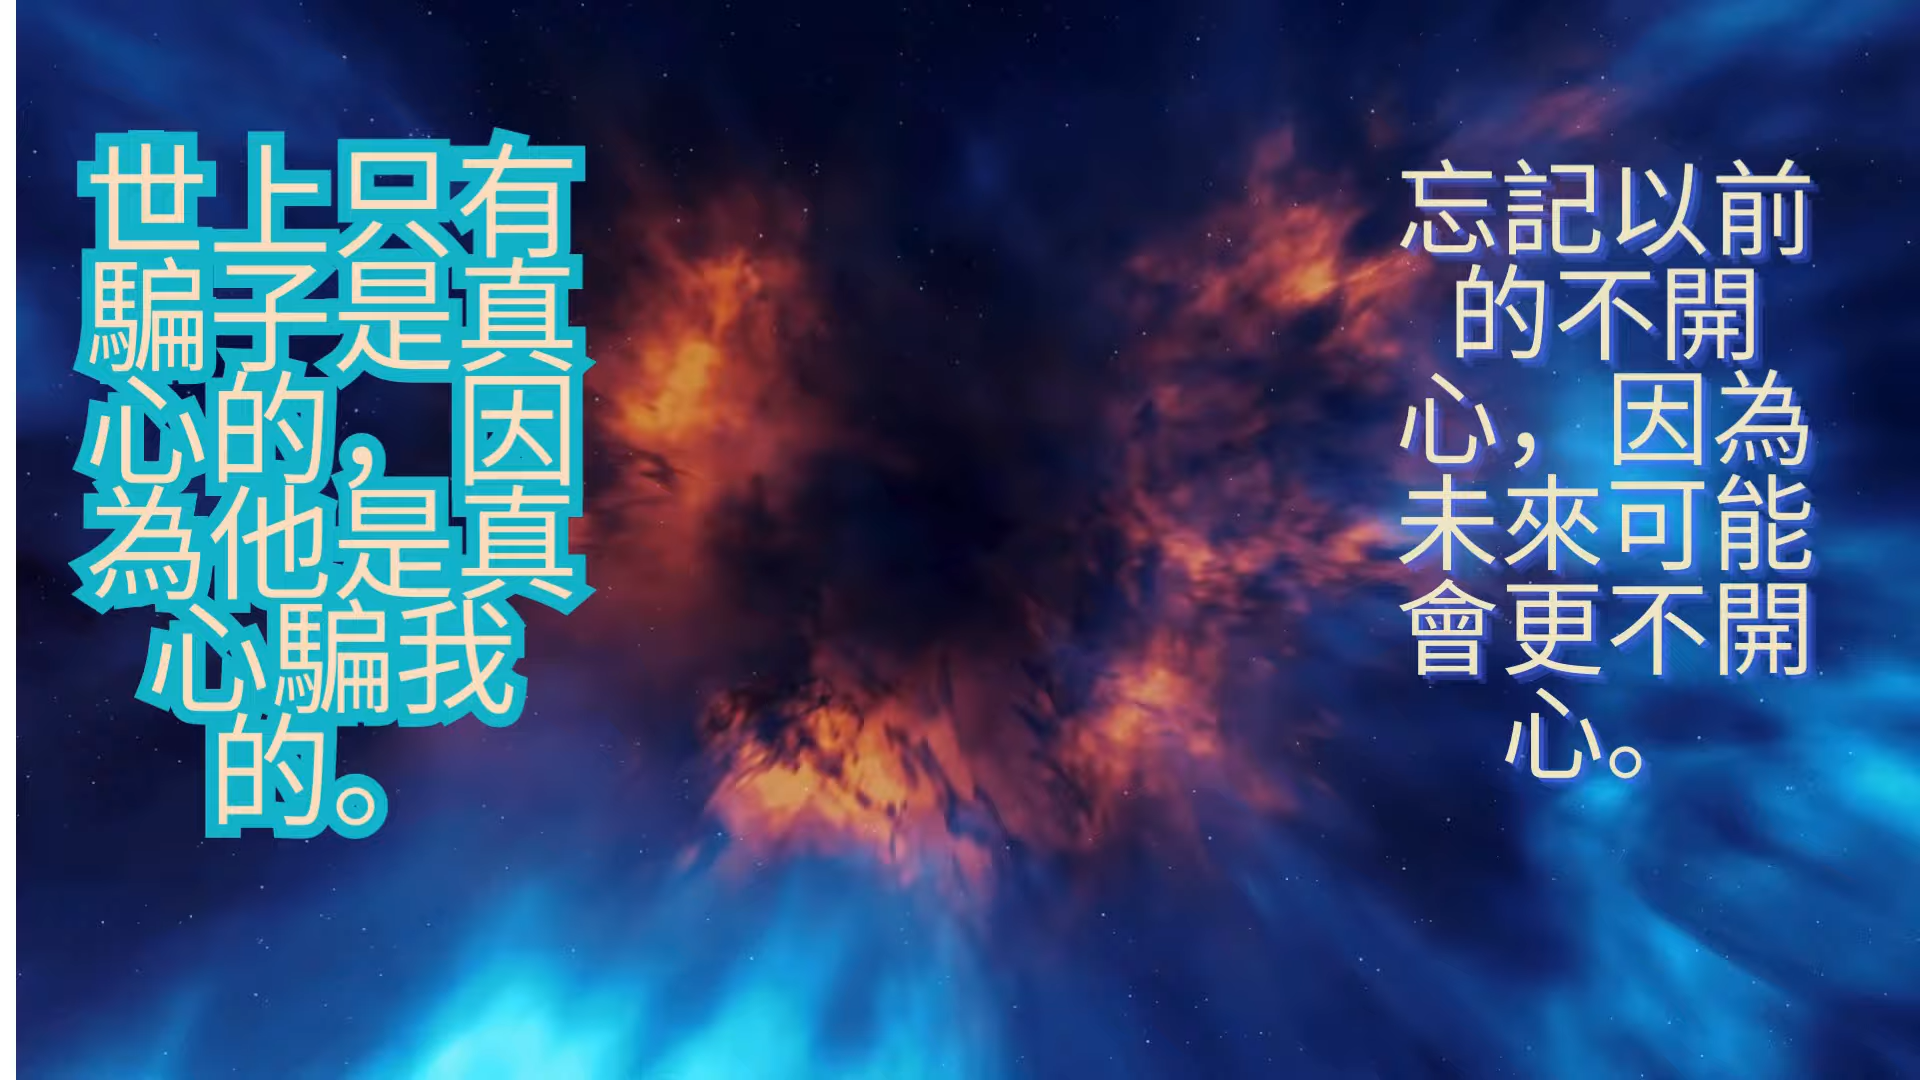 世上只有
騙子是真
心的，因
為他是真
心騙我
的。
忘記以前
的不開
心，因為
未來可能
會更不開
心。